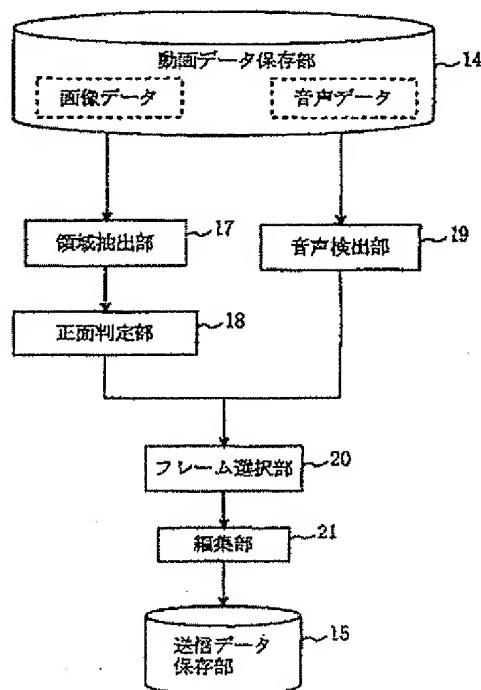 動画データ保存部
14
画像データ
音声データ
領域抽出部
17
音声検出部
19
正面判定部
18
フレーム選択部
20
編集部
21
送信データ
保存部
15